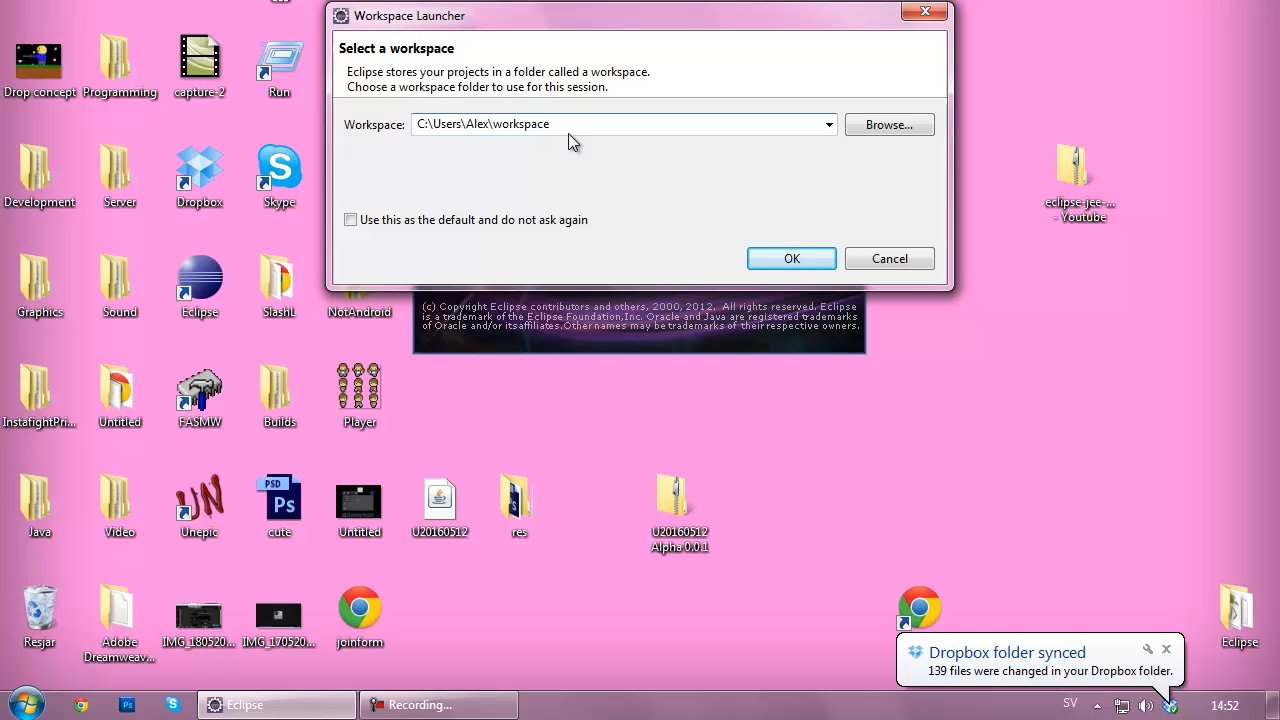 Workspace Launcher
Select a workspace
Eclipse stores your projects in a folder called a workspace.
Choose a workspace folder to use for this session.
Workspace:
C:\Users\Alex\workspace
Browse...
Use this as the default and do not ask again
OK
Cancel
(c) Copyright Eclipse contributors and others, 2000, 2012. All rights reserved. Eclipse
is a trademark of the Eclipse Foundation,Inc. Oracle and Java are registered trademarks
of Oracle and/or itsaffiliates.Other names may be trademarks of their respective owners.
Drop concept
Programming
capture-2
Run
Development
Server
Dropbox
Skype
eclipse-jee-...
- Youtube
Graphics
Sound
Eclipse
SlashL
NotAndroid
InstafightPri...
Untitled
FASMW
Builds
Player
PSD
Ps
Java
Video
Unepic
cute
Untitled
U20160512
res
U20160512
Alpha 0.0.1
Resjar
Adobe
Dreamweav...
IMG_180520...
IMG_170520...
joinform
Eclipse
Dropbox folder synced
139 files were changed in your Dropbox folder.
Ps
Eclipse
Recording...
SV
14:52